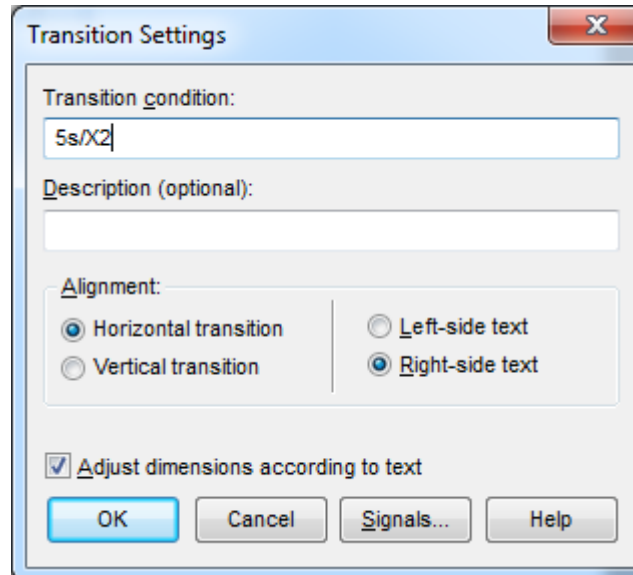 Transition Settings
Transition condition:
5s/X2
Description (optional):
Alignment:
Horizontal transition
Left-side text
Vertical transition
Right-side text
Adjust dimensions according to text
OK Cancel Signals... Help